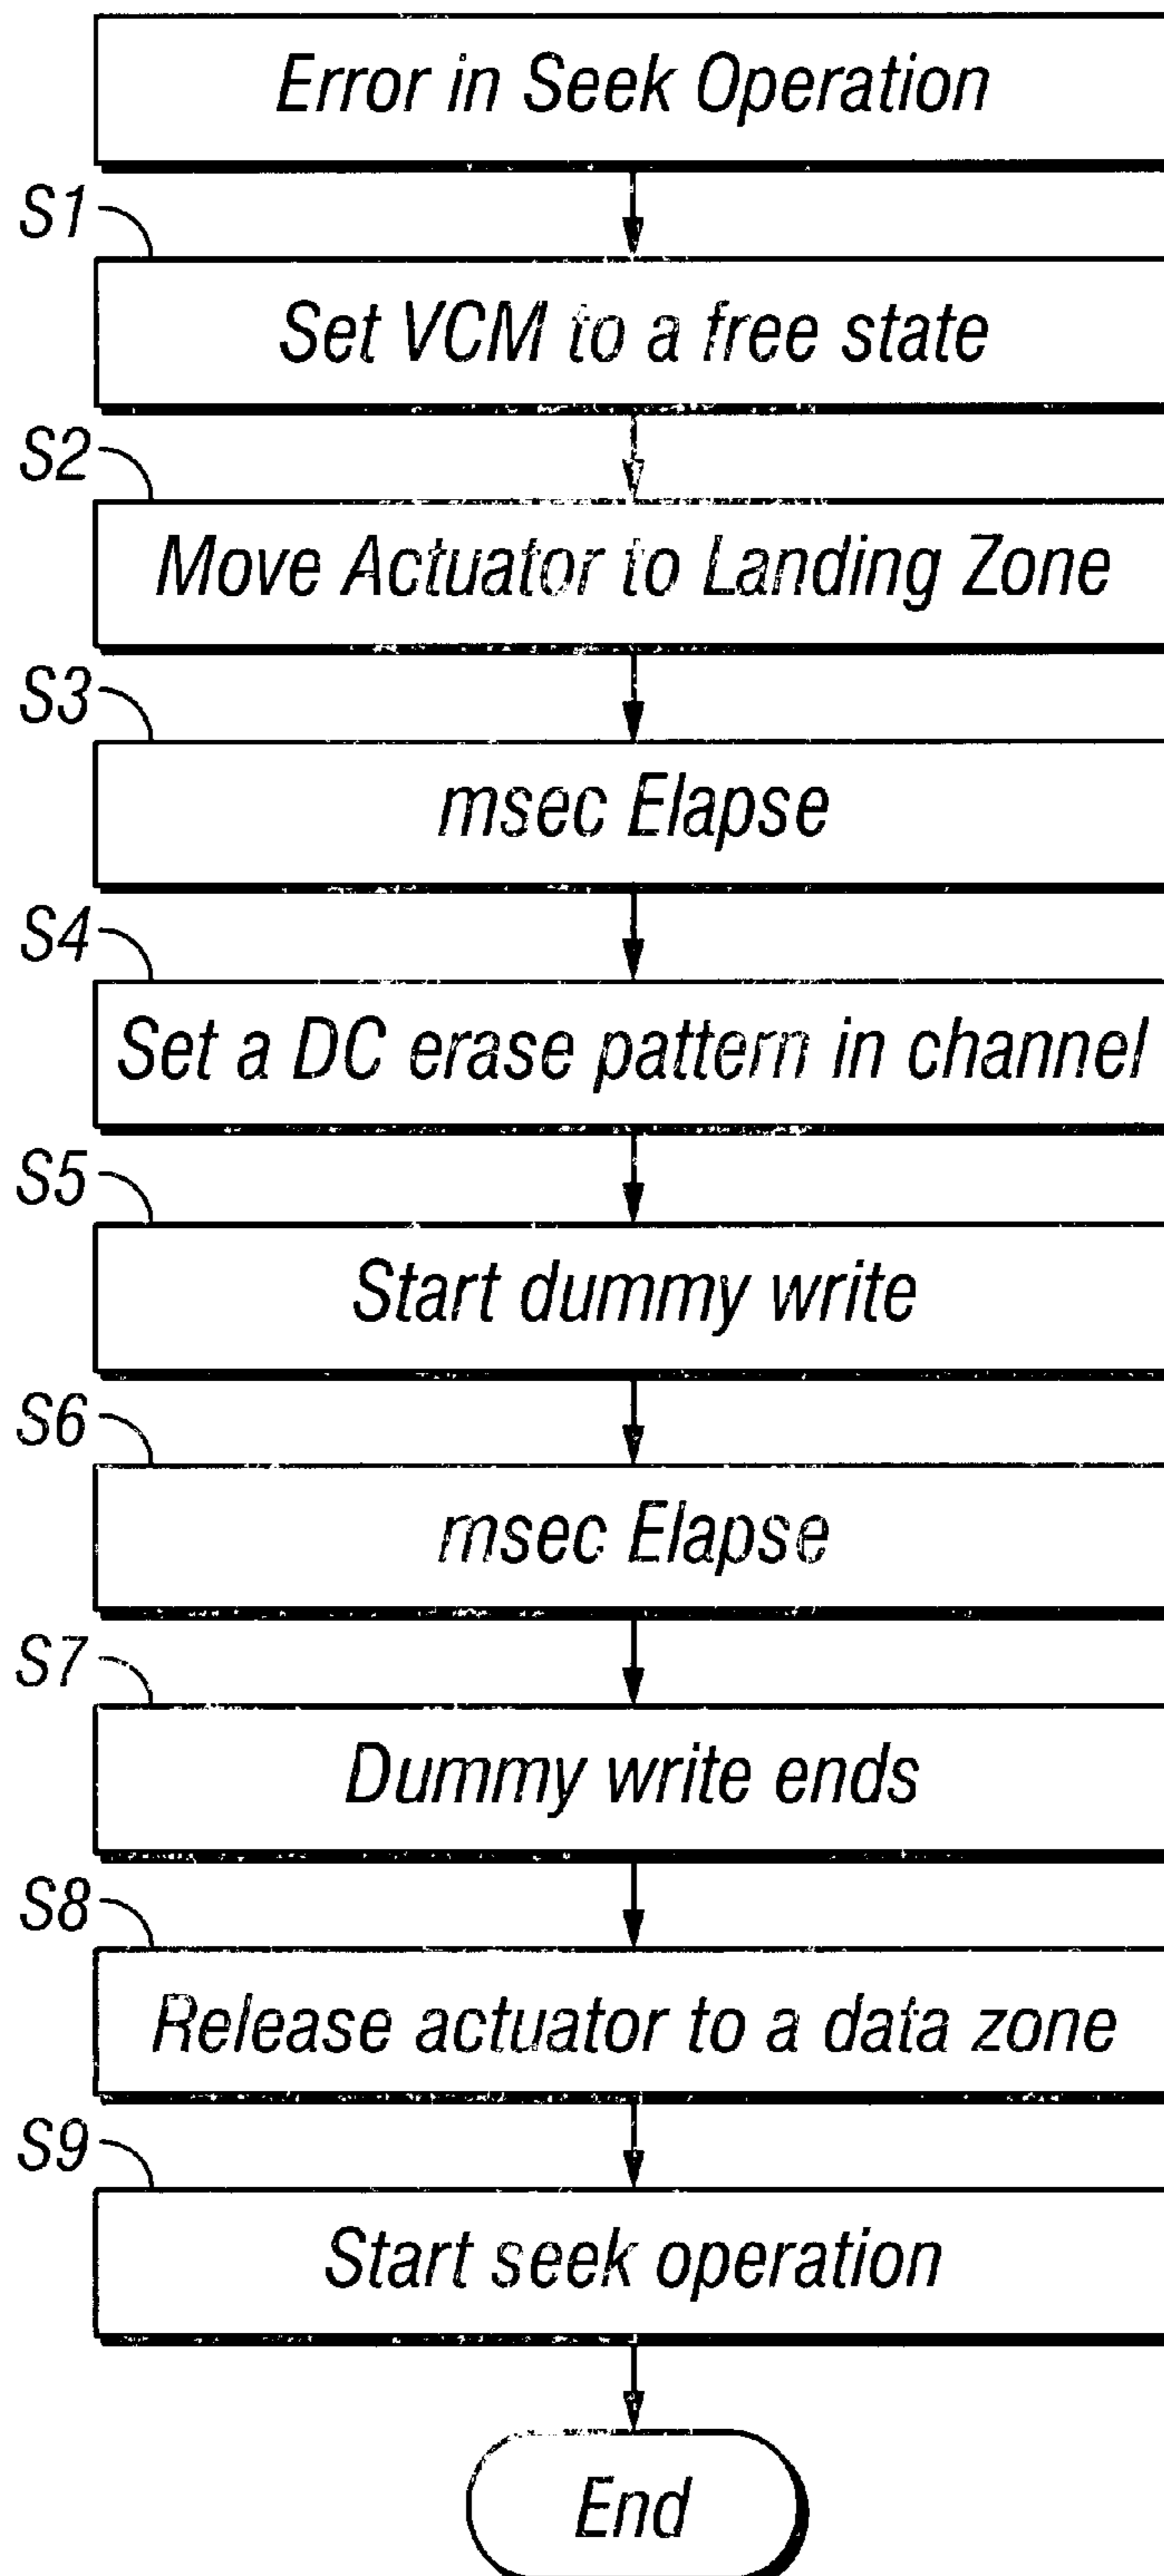 Error in Seek Operation
S1
Set VCM to a free state
S2
Move Actuator to Landing Zone
S3
msec Elapse
S4
Set a DC erase pattern in channel
S5
Start dummy write
S6
msec Elapse
S7
Dummy write ends
S8
Release actuator to a data zone
S9
Start seek operation
End